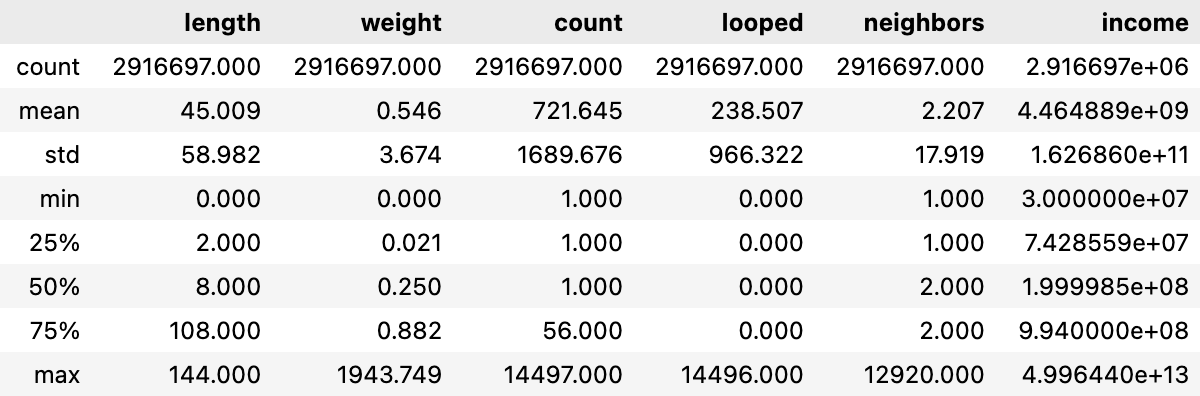 length weight count looped neighbors income
count 2916697.000 2916697.000 2916697.000 2916697.000 2916697.000 2.916697e+06
mean 45.009 0.546 721.645 238.507 2.207 4.464889e+09
std 58.982 3.674 1689.676 966.322 17.919 1.626860e+11
min 0.000 0.000 1.000 0.000 1.000 3.000000e+07
25% 2.000 0.021 1.000 0.000 1.000 7.428559e+07
50% 8.000 0.250 1.000 0.000 2.000 1.999985e+08
75% 108.000 0.882 56.000 0.000 2.000 9.940000e+08
max 144.000 1943.749 14497.000 14496.000 12920.000 4.996440e+13